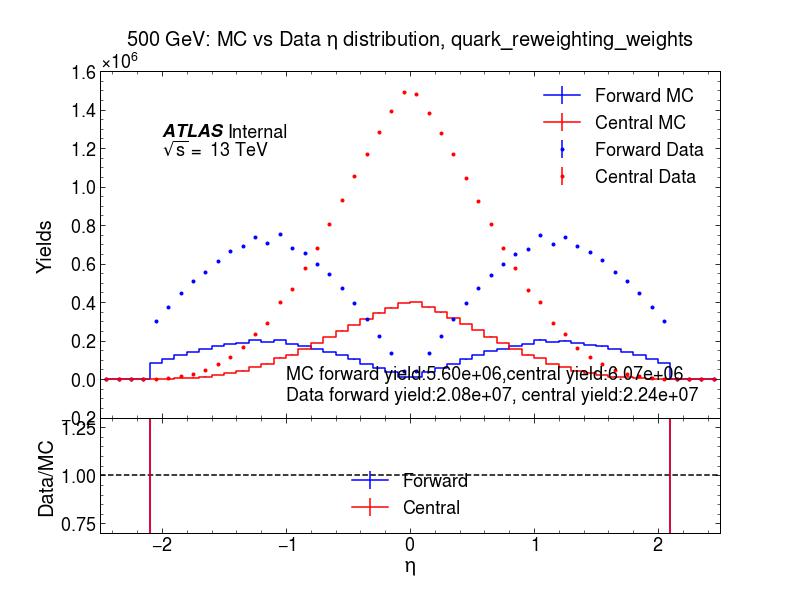 500 GeV: MC vs Data η distribution, quark_reweighting_weights
×10⁶
1.6
1.4
1.2
1.0
0.8
0.6
0.4
0.2
0.0
0.2
Yields
ATLAS Internal
√s = 13 TeV
Forward MC
Central MC
Forward Data
Central Data
MC forward yield:5.60e+06,central yield:6.07e+06
Data forward yield:2.08e+07, central yield:2.24e+07
1.25
1.00
0.75
Data/MC
Forward
Central
−2 −1 0 1 2
η